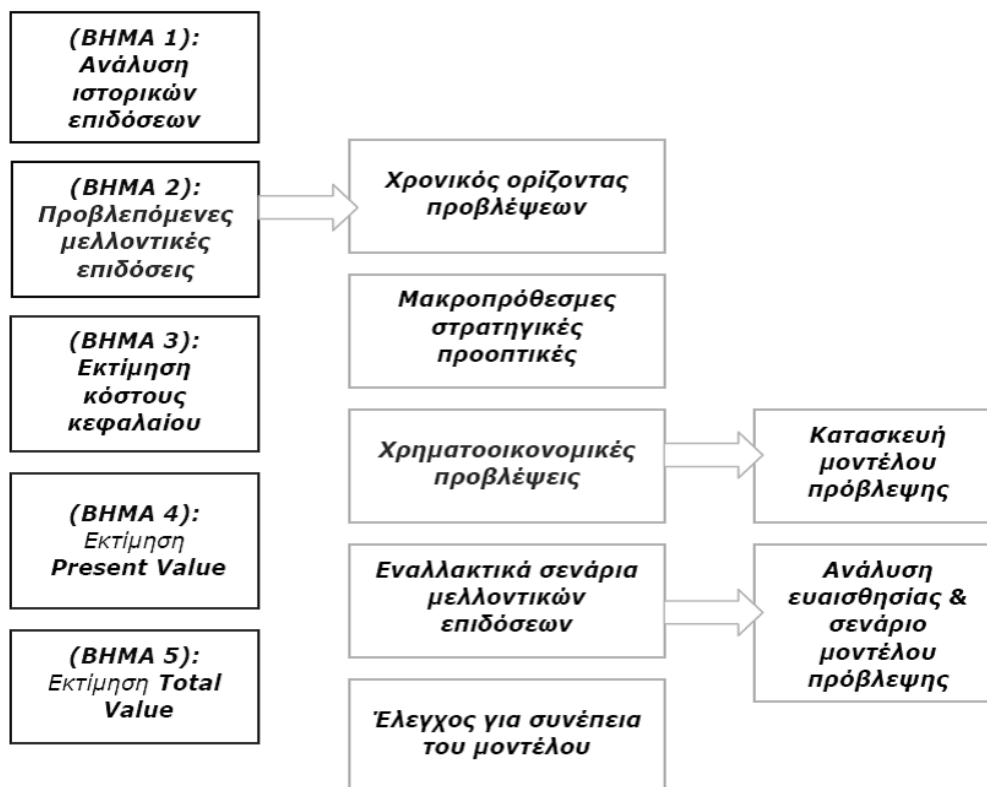 (ΒΗΜΑ 1):
Ανάλυση
ιστορικών
επιδόσεων
(ΒΗΜΑ 2):
Προβλεπόμενες
μελλοντικές
επιδόσεις
(ΒΗΜΑ 3):
Εκτίμηση
κόστους
κεφαλαίου
(ΒΗΜΑ 4):
Εκτίμηση
Present Value
(ΒΗΜΑ 5):
Εκτίμηση Total
Value
Χρονικός ορίζοντας
προβλέψεων
Μακροπρόθεσμες
στρατηγικές
προοπτικές
Χρηματοοικονομικές
προβλέψεις
Εναλλακτικά σενάρια
μελλοντικών
επιδόσεων
Έλεγχος για συνέπεια
του μοντέλου
Κατασκευή
μοντέλου
πρόβλεψης
Ανάλυση
ευαισθησίας &
σενάριο
μοντέλου
πρόβλεψης